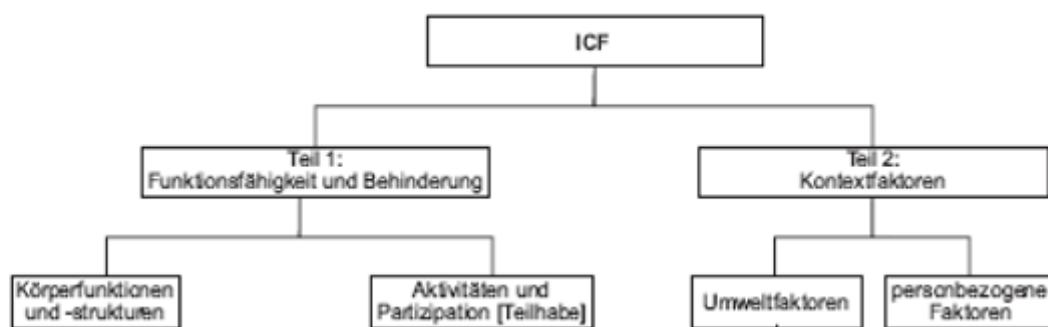 ICF
Teil 1:
Funktionsfähigkeit und Behinderung
Teil 2:
Kontextfaktoren
Körperfunktionen
und -strukturen
Aktivitäten und
Partizipation [Teilhabe]
Umweltfaktoren
personbezogene
Faktoren